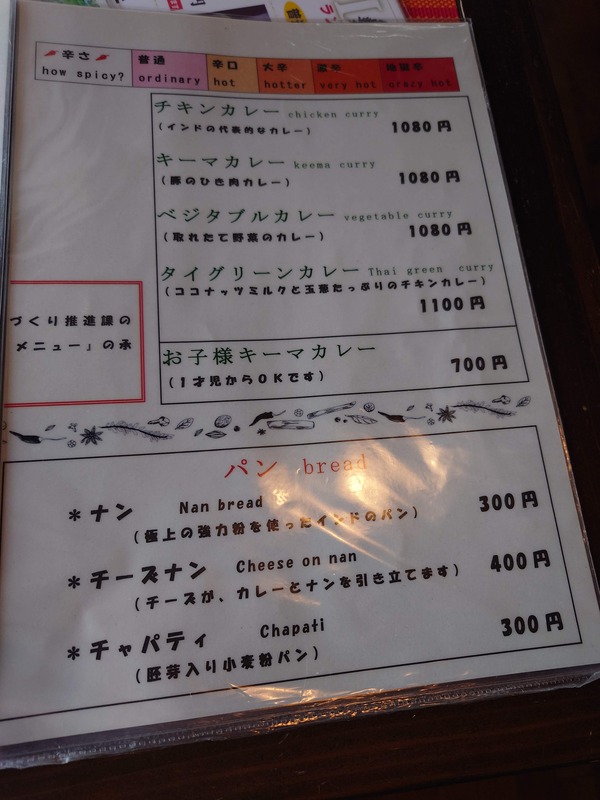 辛さ 普通 辛口 大辛 激辛 地獄辛
how spicy? ordinary hot hotter very hot crazy hot
チキンカレー chicken curry
(インドの代表的なカレー) 1080円
キーマカレー keema curry
(豚のひき肉カレー) 1080円
ベジタブルカレー vegetable curry
(取れたて野菜のカレー) 1080円
タイグリーンカレー Thai green curry
(ココナッツミルクと玉葱たっぷりのチキンカレー)
1100円
づくり推進課の
メニュー」の承
お子様キーマカレー 700円
(1才児からOKです)
パン bread
*ナン Nan bread 300円
(極上の強力粉を使ったインドのパン)
*チーズナン Cheese on nan 400円
(チーズが、カレーとナンを引き立てます)
*チャパティ Chapati 300円
(胚芽入り小麦粉パン)